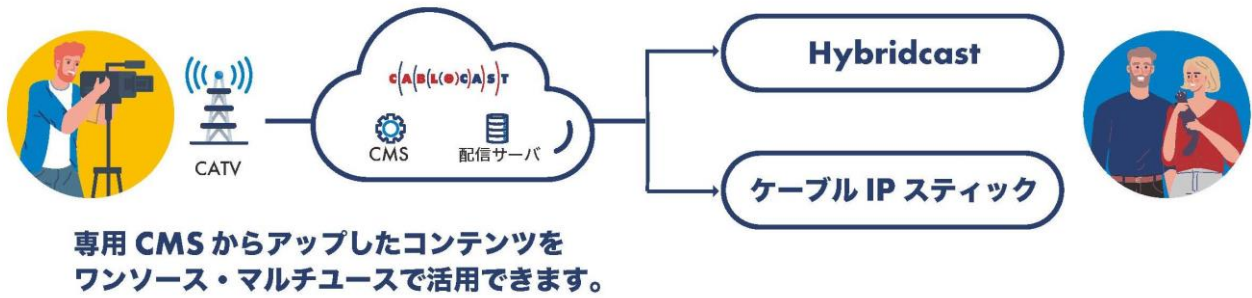 CABLOCAST
CATV
CMS
配信サーバ
Hybridcast
ケーブル IP スティック
専用 CMS からアップしたコンテンツを
ワンソース・マルチユースで活用できます。